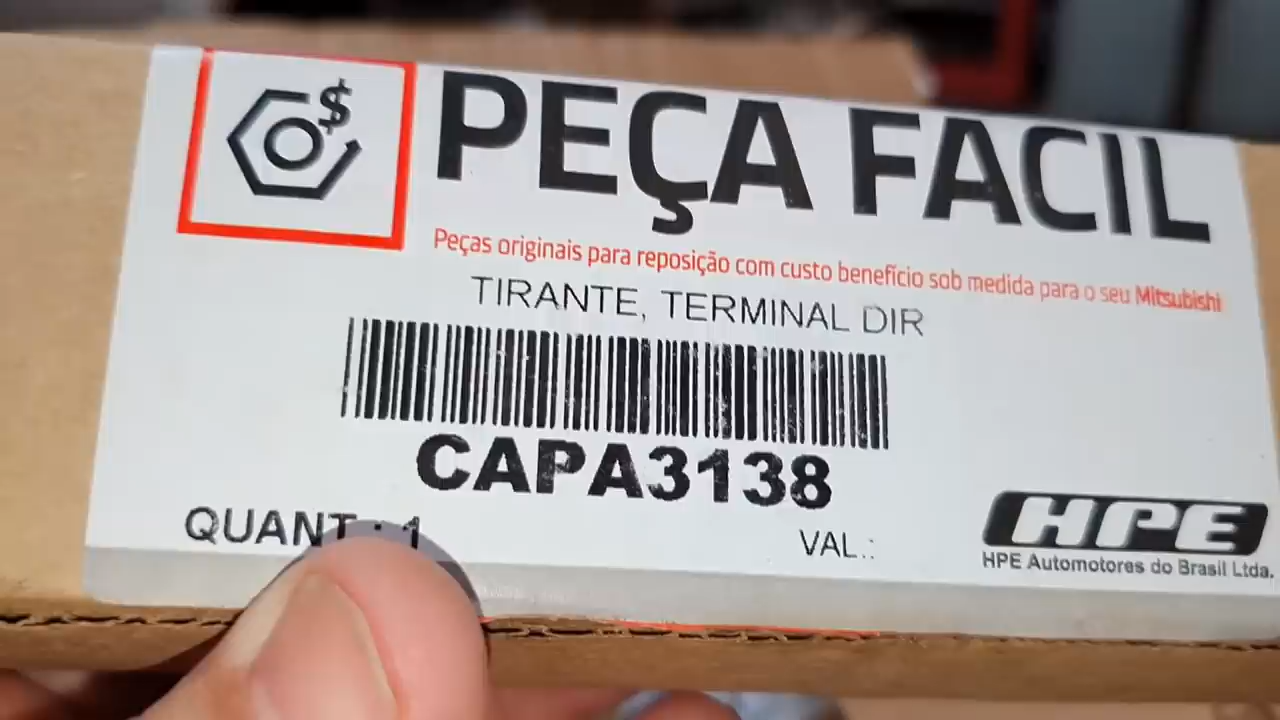 $
PEÇA FACIL
Peças originais para reposição com custo benefício sob medida para o seu Mitsubishi
TIRANTE, TERMINAL DIR
CAPA3138
QUANT.: 1
VAL.:
HPE
HPE Automotores do Brasil Ltda.